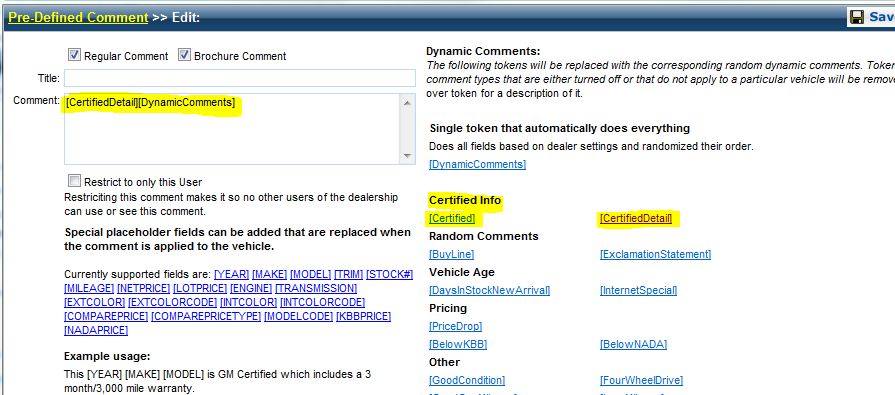 Pre-Defined Comment >> Edit:
Sav
Regular Comment Brochure Comment
Title:
Comment:
[CertifiedDetail][DynamicComments]
Restrict to only this User
Restriciting this comment makes it so no other users of the dealership
can use or see this comment.
Special placeholder fields can be added that are replaced when
the comment is applied to the vehicle.
Currently supported fields are: [YEAR] [MAKE] [MODEL] [TRIM] [STOCK#]
[MILEAGE] [NETPRICE] [LOTPRICE] [ENGINE] [TRANSMISSION]
[EXTCOLOR] [EXTCOLORCODE] [INTCOLOR] [INTCOLORCODE]
[COMPAREPRICE] [COMPAREPRICETYPE] [MODELCODE] [KBBPRICE]
[NADAPRICE]
Example usage:
This [YEAR] [MAKE] [MODEL] is GM Certified which includes a 3
month/3,000 mile warranty.
Dynamic Comments:
The following tokens will be replaced with the corresponding random dynamic comments. Token
comment types that are either turned off or that do not apply to a particular vehicle will be remove
over token for a description of it.
Single token that automatically does everything
Does all fields based on dealer settings and randomized their order.
[DynamicComments]
Certified Info
[Certified] [CertifiedDetail]
Random Comments
[BuyLine] [ExclamationStatement]
Vehicle Age
[DaysInStockNewArrival] [InternetSpecial]
Pricing
[PriceDrop]
[BelowKBB] [BelowNADA]
Other
[GoodCondition] [FourWheelDrive]